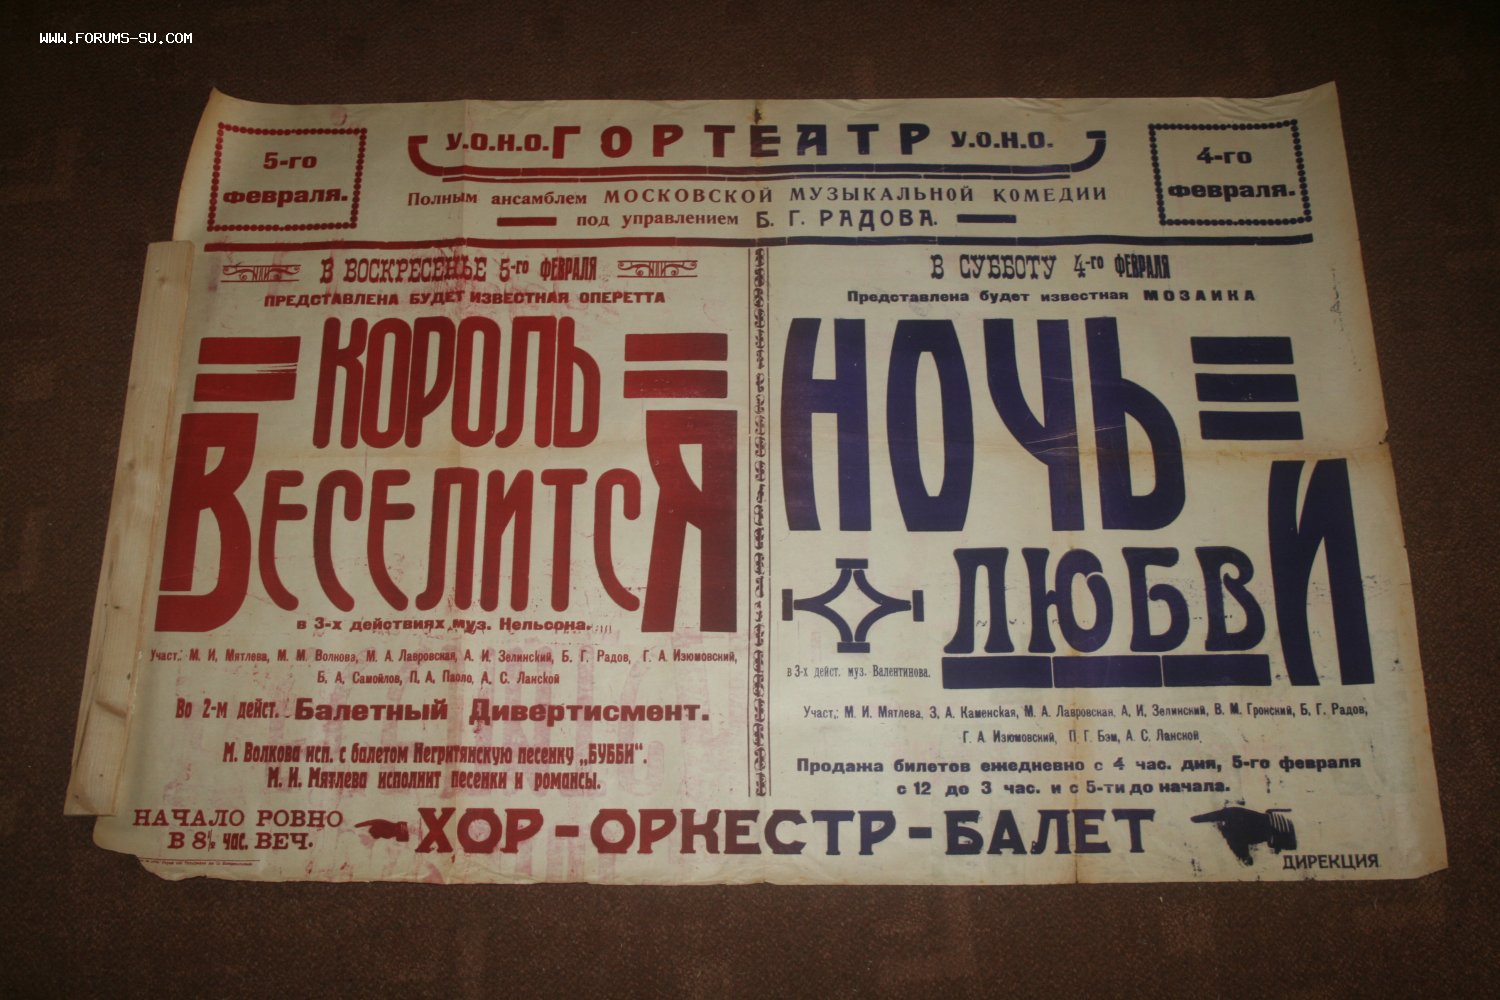 WWW.FORUMS-SU.COM
5-го
февраля.
У.О.Н.О. ГОРТЕАТР У.О.Н.О.
4-го
февраля.
Полным ансамблем МОСКОВСКОЙ МУЗЫКАЛЬНОЙ КОМЕДИИ
под управлением Б. Г. РАДОВА.
В ВОСКРЕСЕНЬЕ 5-го ФЕВРАЛЯ
ПРЕДСТАВЛЕНА БУДЕТ ИЗВЕСТНАЯ ОПЕРЕТТА
КОРОЛЬ
ВЕСЕЛИТСЯ
в 3-х действиях муз. Нельсона.
Участ.: М. И. Мятлева, М. М. Волкова, М. А. Лавровская, А. И. Зелинский, Б. Г. Радов, Г. А. Изюмовский,
Б. А. Самойлов, П. А. Паоло, А. С. Ланской
Во 2-м дейст. Балетный Дивертисмент.
М. Волкова исп. с балетом Негритянскую песенку „БУББИ“.
М. И. Мятлева исполнит песенки и романсы.
НАЧАЛО РОВНО
В 8½ час. ВЕЧ.
В СУББОТУ 4-го ФЕВРАЛЯ
Представлена будет известная МОЗАИКА
НОЧЬ
ЛЮБВИ
в 3-х дейст. муз. Валентинова.
Участ.: М. И. Мятлева, З. А. Каменская, М. А. Лавровская, А. И. Зелинский, В. М. Гронский, Б. Г. Радов,
Г. А. Изюмовский, П. Г. Бэм, А. С. Ланской
Продажа билетов ежедневно с 4 час. дня, 5-го февраля
с 12 до 3 час. и с 5-ти до начала.
ХОР-ОРКЕСТР-БАЛЕТ
ДИРЕКЦИЯ